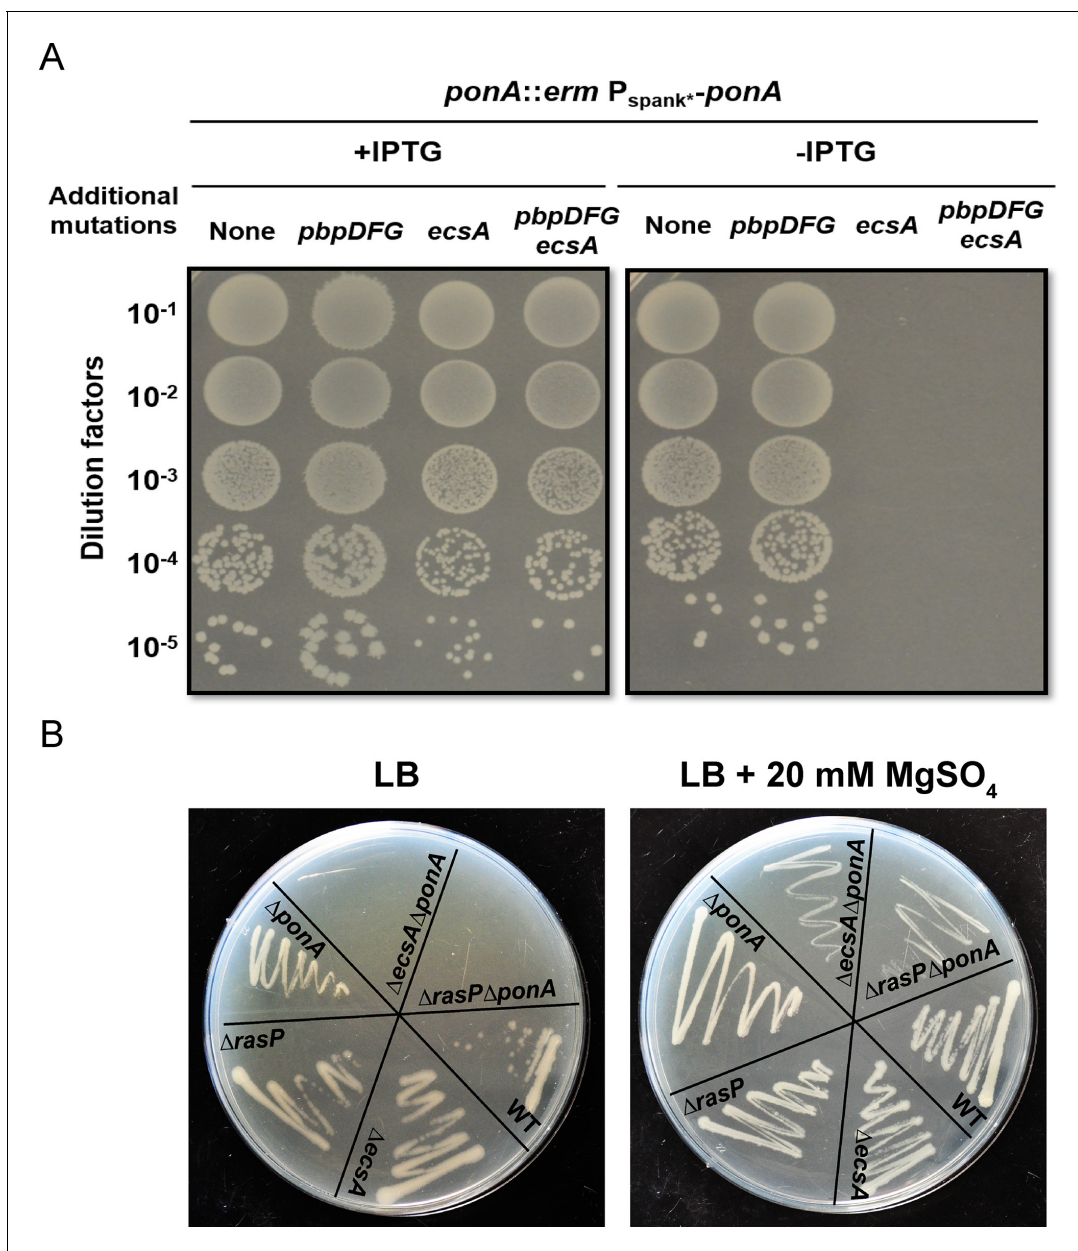 A
ponA::erm Pspank*-ponA
+IPTG
-IPTG
Additional
mutations
None pbpDFG ecsA pbpDFG
ecsA
None pbpDFG ecsA pbpDFG
ecsA
Dilution factors
10-1
10-2
10-3
10-4
10-5
B
LB
LB + 20 mM MgSO4
ΔponA
ΔecsAΔponA
ΔrasPΔponA
ΔrasP
ΔecsA
WT
ΔponA
ΔecsAΔponA
ΔrasPΔponA
ΔrasP
ΔecsA
WT